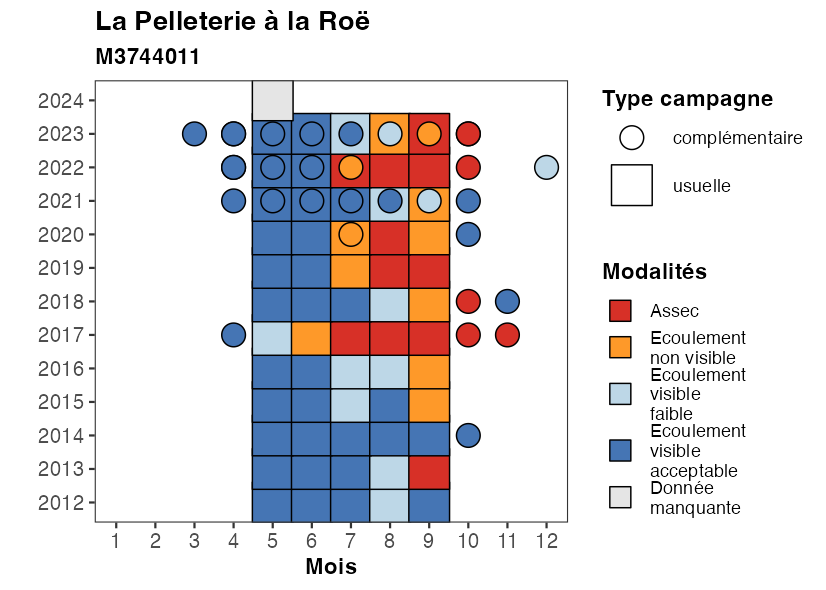 La Pelleterie à la Roë
M3744011
2024
2023
2022
2021
2020
2019
2018
2017
2016
2015
2014
2013
2012
1 2 3 4 5 6 7 8 9 10 11 12
Mois
Type campagne
complémentaire
usuelle
Modalités
Assec
Ecoulement
non visible
Ecoulement
visible
faible
Ecoulement
visible
acceptable
Donnée
manquante